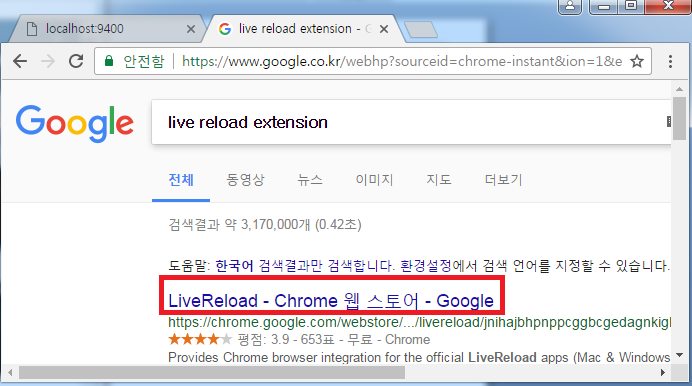 localhost:9400
live reload extension - G
안전함
https://www.google.co.kr/webhp?sourceid=chrome-instant&ion=1&e
Google
live reload extension
전체 동영상 뉴스 이미지 지도 더보기
검색결과 약 3,170,000개 (0.42초)
도움말: 한국어 검색결과만 검색합니다. 환경설정에서 검색 언어를 지정할 수 있습니다.
LiveReload - Chrome 웹 스토어 - Google
https://chrome.google.com/webstore/.../livereload/jnihajbhpnppcggbcgedagnkigh
평점: 3.9 - 653표 - 무료 - Chrome
Provides Chrome browser integration for the official LiveReload apps (Mac & Windows